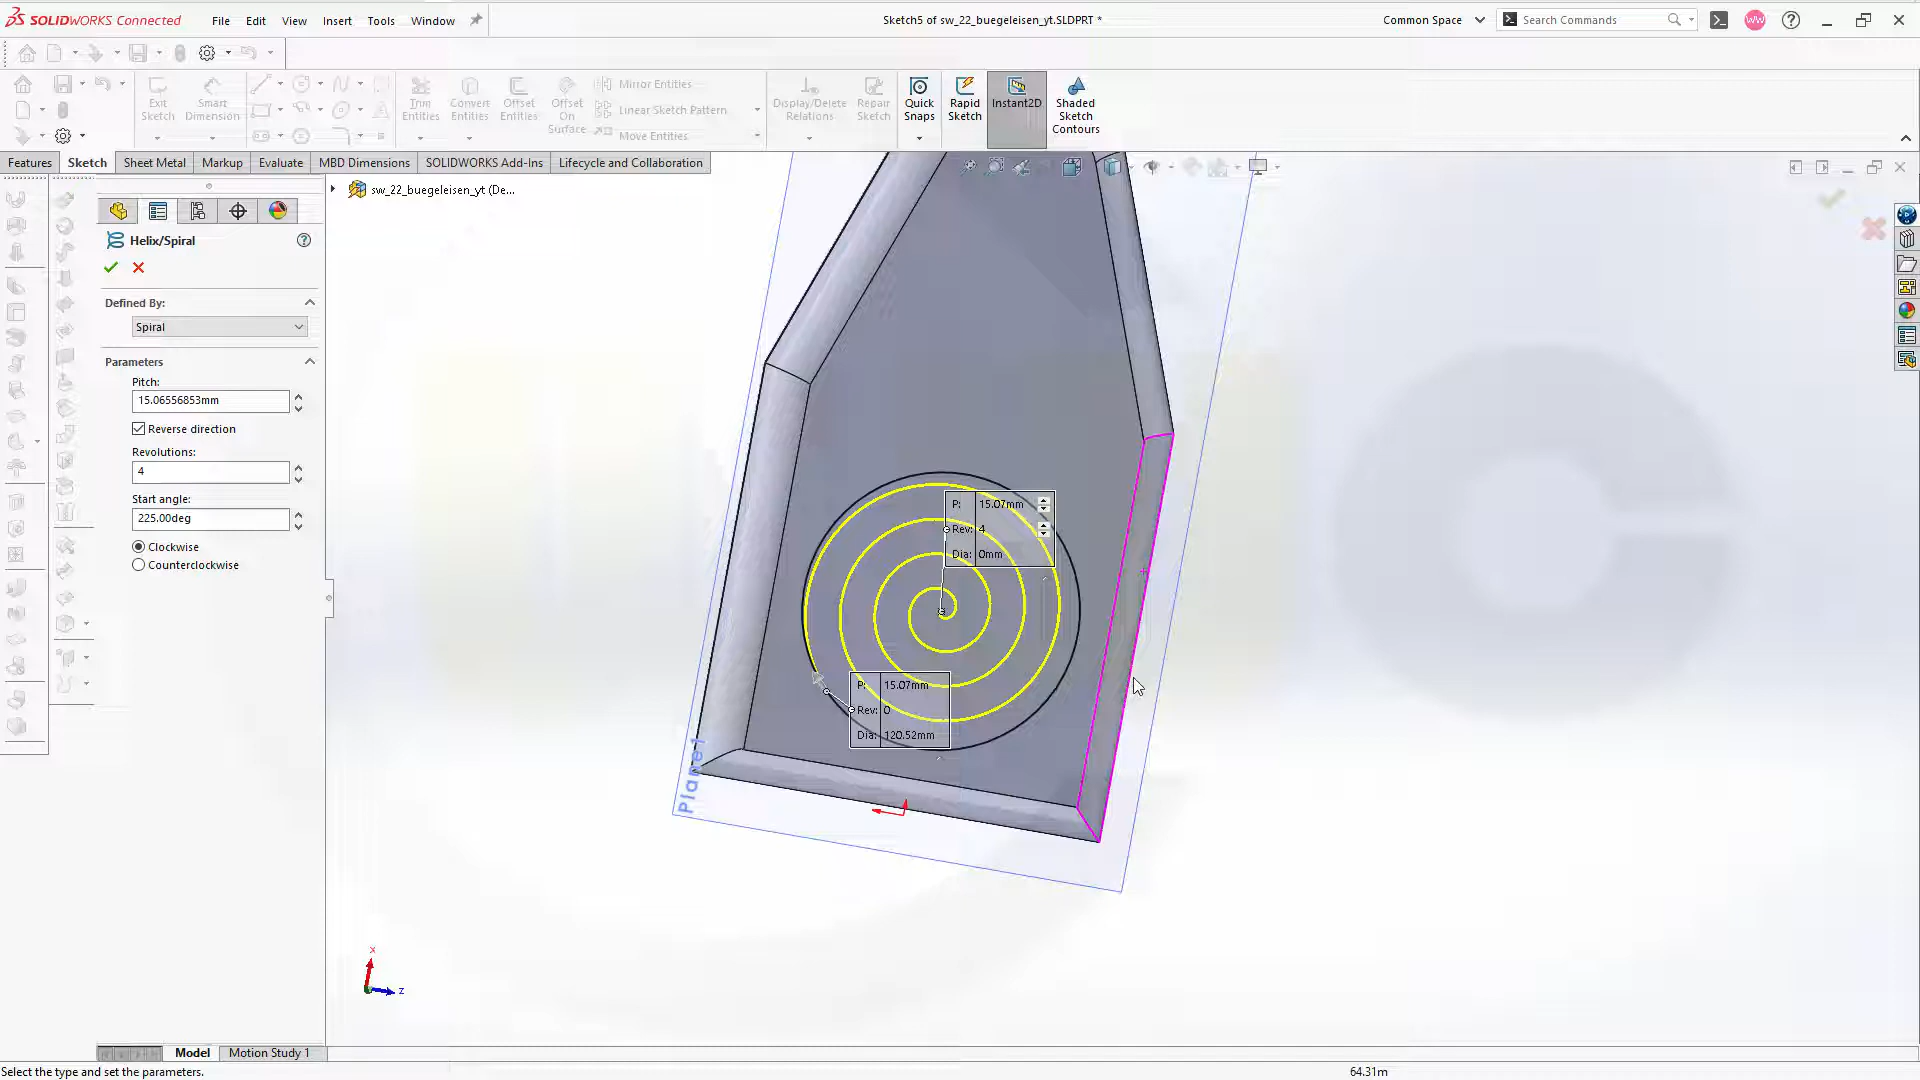 SOLIDWORKS Connected
File Edit View Insert Tools Window
Sketch5 of sw_22_buegeleisen_yt.SLDPRT *
Common Space
Search Commands
WW
Exit Sketch
Smart Dimension
Trim Entities
Convert Entities
Offset Entities
Offset On Surface
Mirror Entities
Linear Sketch Pattern
Move Entities
Display/Delete Relations
Repair Sketch
Quick Snaps
Rapid Sketch
Instant2D
Shaded Sketch Contours
Features Sketch Sheet Metal Markup Evaluate MBD Dimensions SOLIDWORKS Add-Ins Lifecycle and Collaboration
sw_22_buegeleisen_yt (De...
Helix/Spiral
Defined By:
Spiral
Parameters
Pitch:
15.06556853mm
Reverse direction
Revolutions:
4
Start angle:
225.00deg
Clockwise
Counterclockwise
P: 15.07mm
Rev: 4
Dia: 0mm
P: 15.07mm
Rev: 0
Dia: 120.52mm
Plane1
x
z
Model Motion Study 1
Select the type and set the parameters.
64.31m